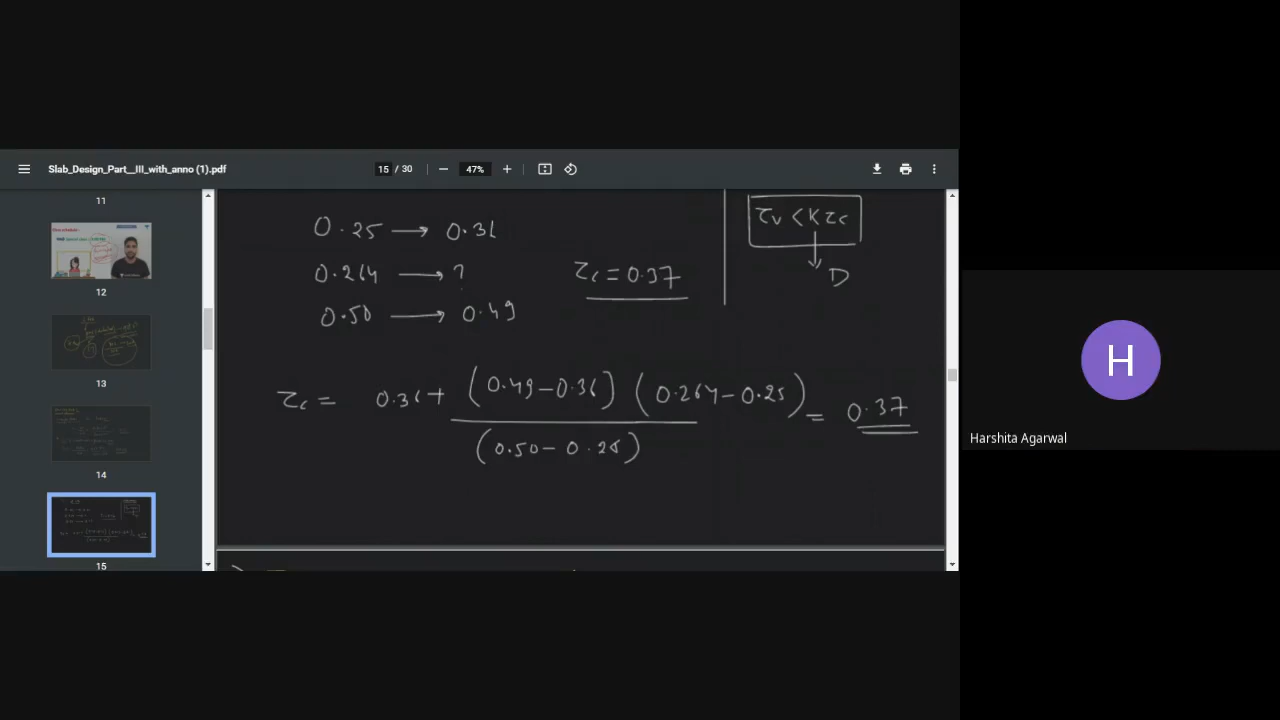 Slab_Design_Part__III_with_anno (1).pdf
15 / 30
47%
11
12
13
14
15
0.25 → 0.36
0.264 → ?
0.50 → 0.49
τc = 0.37
τv < K τc
D
τc = 0.36 + (0.49 – 0.36) (0.264 – 0.25) = 0.37
(0.50 – 0.25)
H
Harshita Agarwal